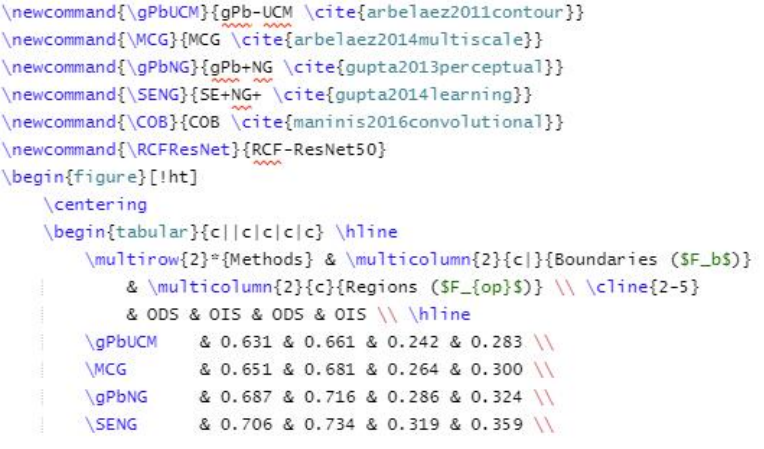 \newcommand{\gPbUCM}{gPb-UCM \cite{arbelaez2011contour}}
\newcommand{\MCG}{MCG \cite{arbelaez2014multiscale}}
\newcommand{\gPbNG}{gPb+NG \cite{gupta2013perceptual}}
\newcommand{\SENG}{SE+NG+ \cite{gupta2014learning}}
\newcommand{\COB}{COB \cite{maninis2016convolutional}}
\newcommand{\RCFResNet}{RCF-ResNet50}
\begin{figure}[!ht]
    \centering
    \begin{tabular}{c||c|c|c|c} \hline
        \multirow{2}*{Methods} & \multicolumn{2}{c|}{Boundaries ($F_b$)}
            & \multicolumn{2}{c}{Regions ($F_{op}$)} \\ \cline{2-5}
            & ODS & OIS & ODS & OIS \\ \hline
        \gPbUCM    & 0.631 & 0.661 & 0.242 & 0.283 \\
        \MCG       & 0.651 & 0.681 & 0.264 & 0.300 \\
        \gPbNG     & 0.687 & 0.716 & 0.286 & 0.324 \\
        \SENG      & 0.706 & 0.734 & 0.319 & 0.359 \\